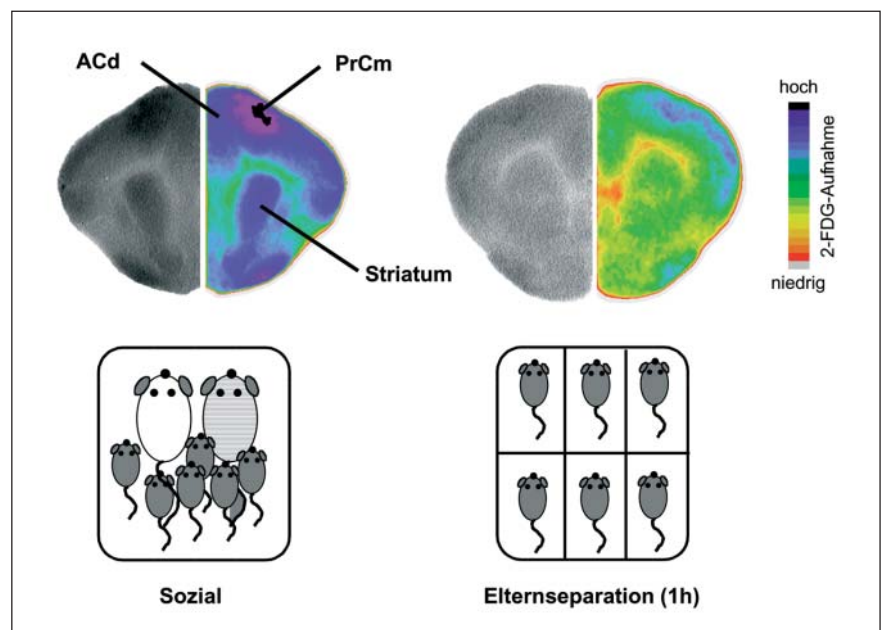 ACd
PrCm
Striatum
hoch
2-FDG-Aufnahme
niedrig
Sozial
Elternseparation (1h)